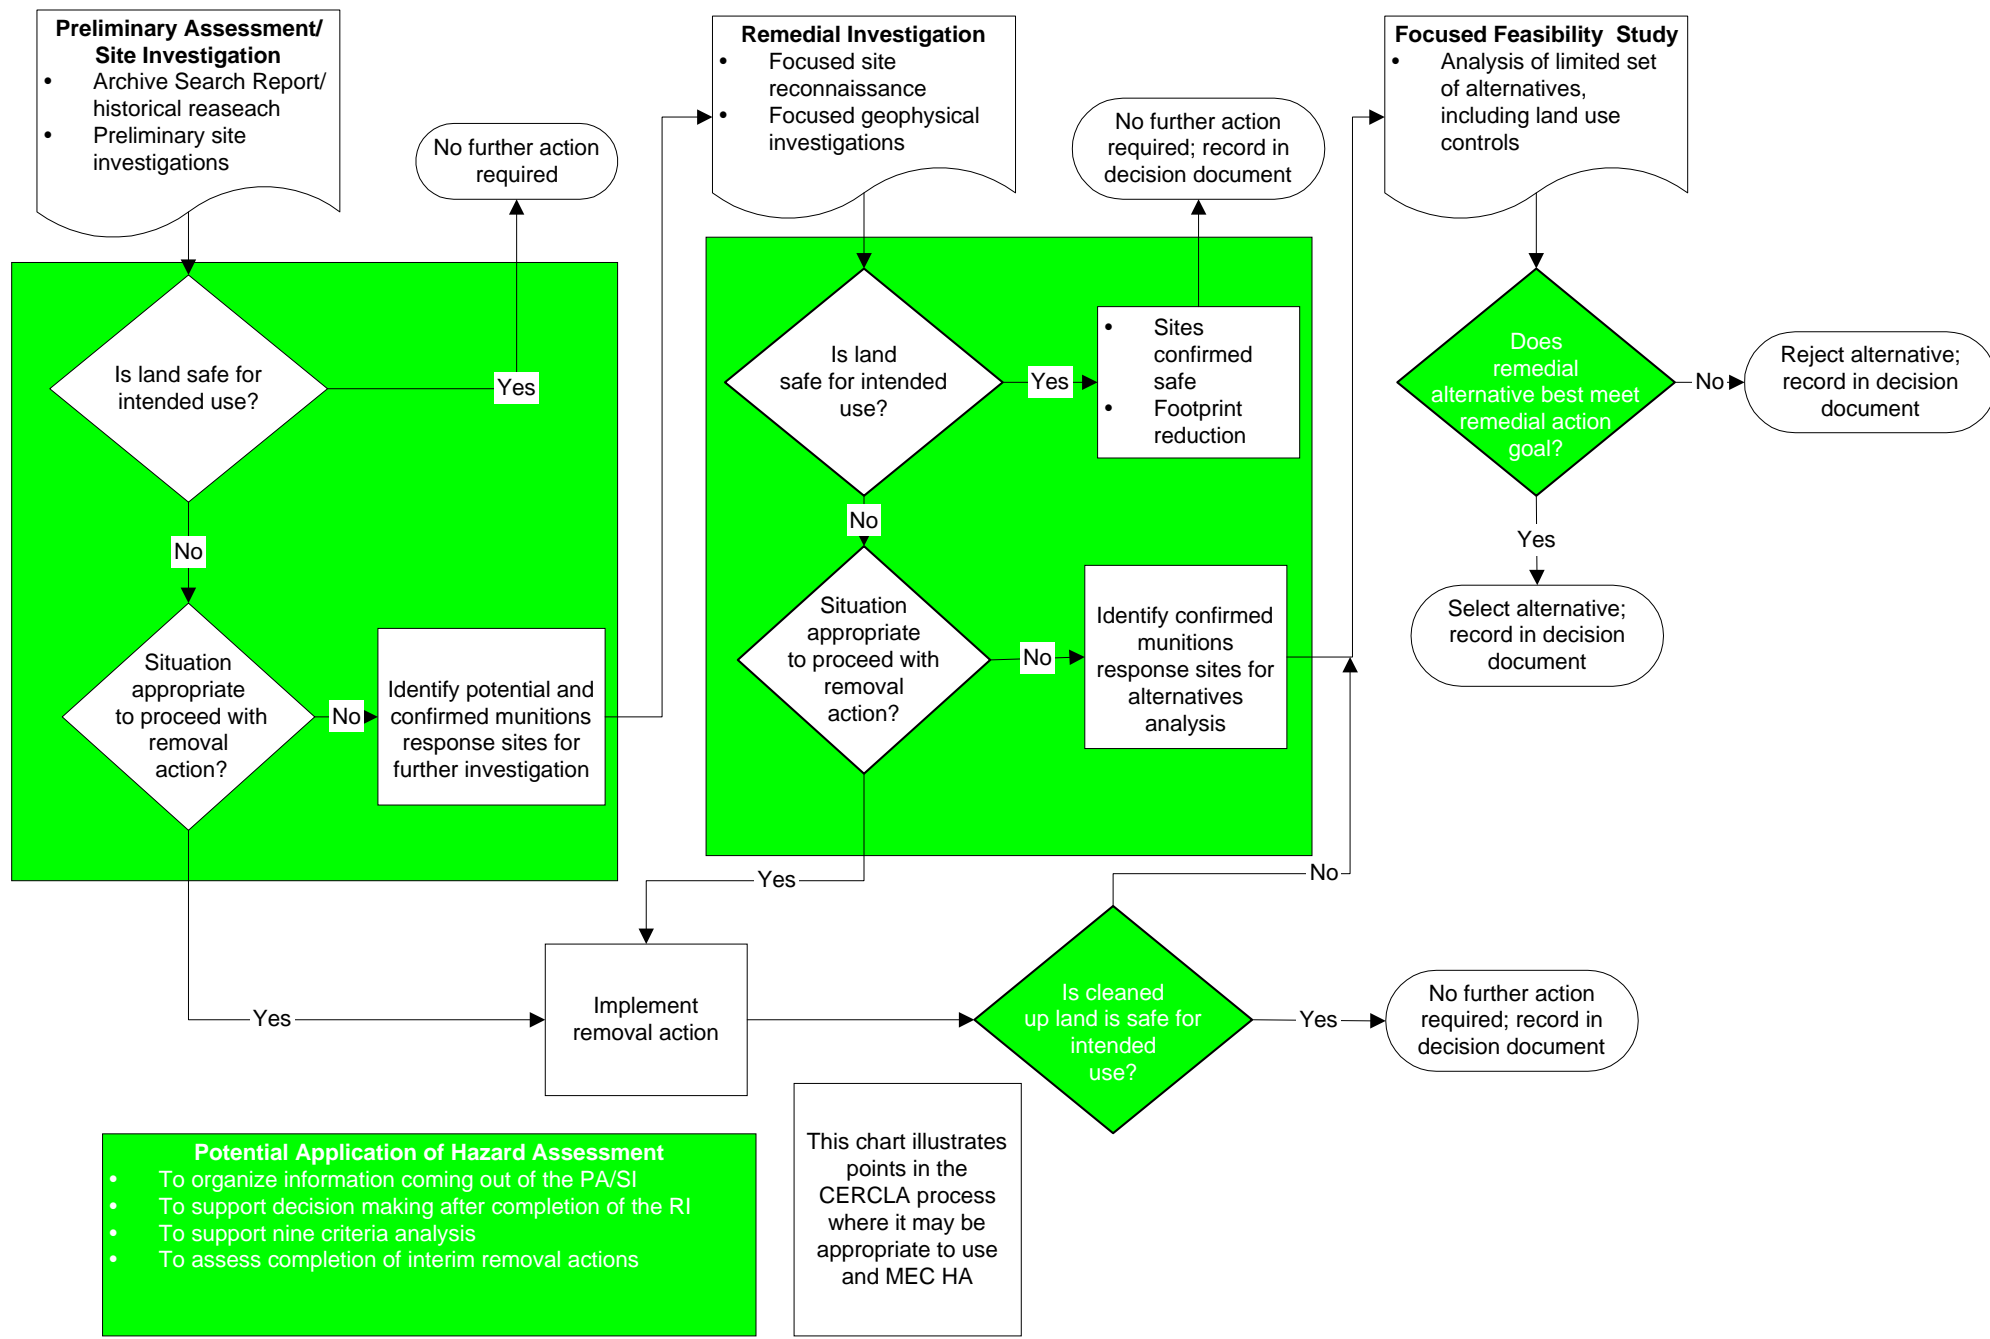 Preliminary Assessment/
Site Investigation
• Archive Search Report/
historical reaseach
• Preliminary site
investigations
No further action
required
Is land safe for
intended use?
Yes
No
Situation
appropriate
to proceed with
removal
action?
No
Identify potential and
confirmed munitions
response sites for
further investigation
Yes
Remedial Investigation
• Focused site
reconnaissance
• Focused geophysical
investigations
No further action
required; record in
decision document
Is land
safe for intended
use?
Yes
• Sites
confirmed
safe
• Footprint
reduction
No
Situation
appropriate
to proceed with
removal
action?
No
Identify confirmed
munitions
response sites for
alternatives
analysis
Yes
Focused Feasibility Study
• Analysis of limited set
of alternatives,
including land use
controls
Does
remedial
alternative best meet
remedial action
goal?
No
Reject alternative;
record in decision
document
Yes
Select alternative;
record in decision
document
Implement
removal action
Is cleaned
up land is safe for
intended
use?
No
Yes
No further action
required; record in
decision document
Potential Application of Hazard Assessment
• To organize information coming out of the PA/SI
• To support decision making after completion of the RI
• To support nine criteria analysis
• To assess completion of interim removal actions
This chart illustrates
points in the
CERCLA process
where it may be
appropriate to use
and MEC HA